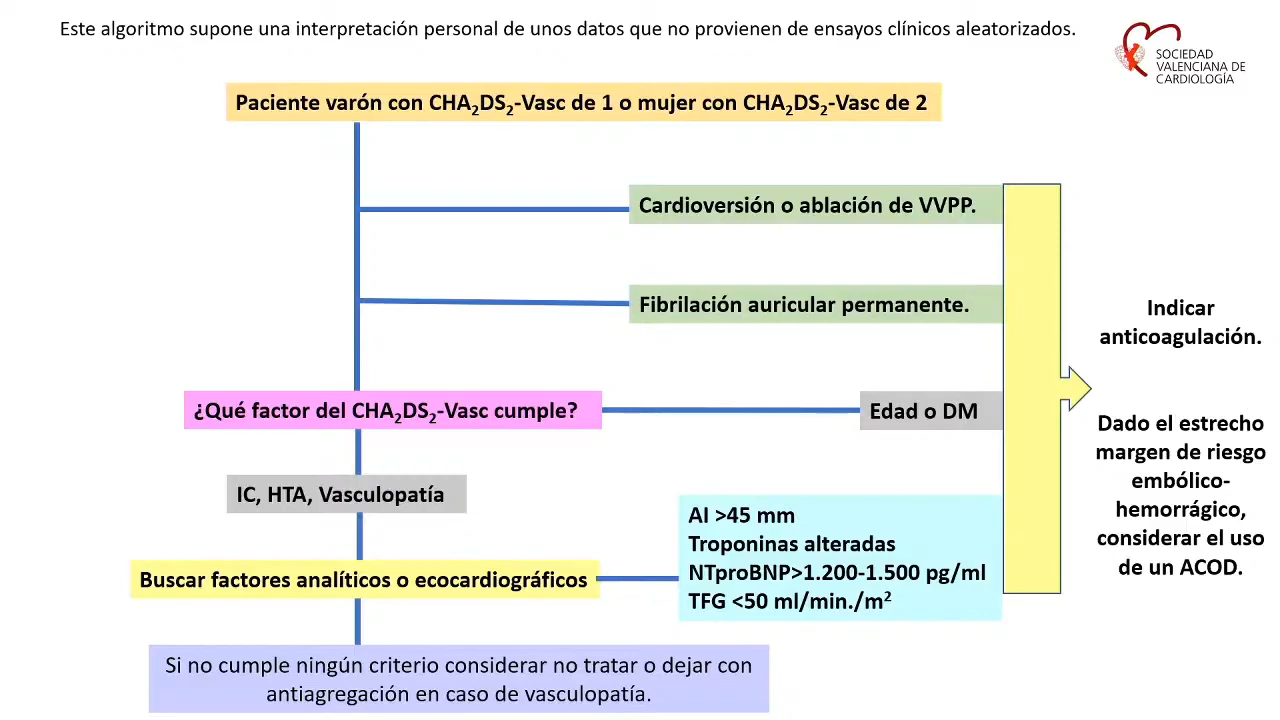 Este algoritmo supone una interpretación personal de unos datos que no provienen de ensayos clínicos aleatorizados.
SOCIEDAD
VALENCIANA DE
CARDIOLOGÍA
Paciente varón con CHA₂DS₂-Vasc de 1 o mujer con CHA₂DS₂-Vasc de 2
Cardioversión o ablación de VVPP.
Fibrilación auricular permanente.
Indicar
anticoagulación.
¿Qué factor del CHA₂DS₂-Vasc cumple?
Edad o DM
Dado el estrecho
margen de riesgo
embólico-
hemorrágico,
considerar el uso
de un ACOD.
IC, HTA, Vasculopatía
Buscar factores analíticos o ecocardiográficos
AI >45 mm
Troponinas alteradas
NTproBNP>1.200-1.500 pg/ml
TFG <50 ml/min./m²
Si no cumple ningún criterio considerar no tratar o dejar con
antiagregación en caso de vasculopatía.